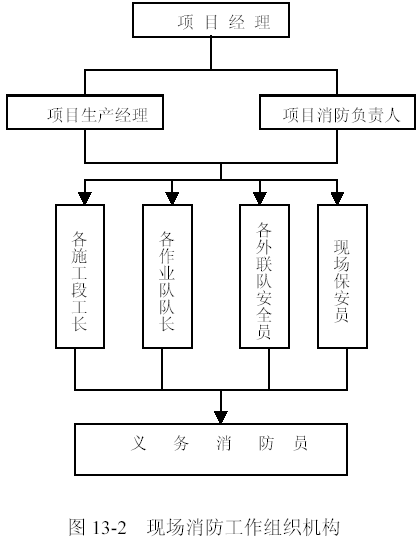 项目经理
项目生产经理
项目消防负责人
各施工段工长
各作业队队长
各外联队安全员
现场保安员
义务消防员
图 13-2 现场消防工作组织机构